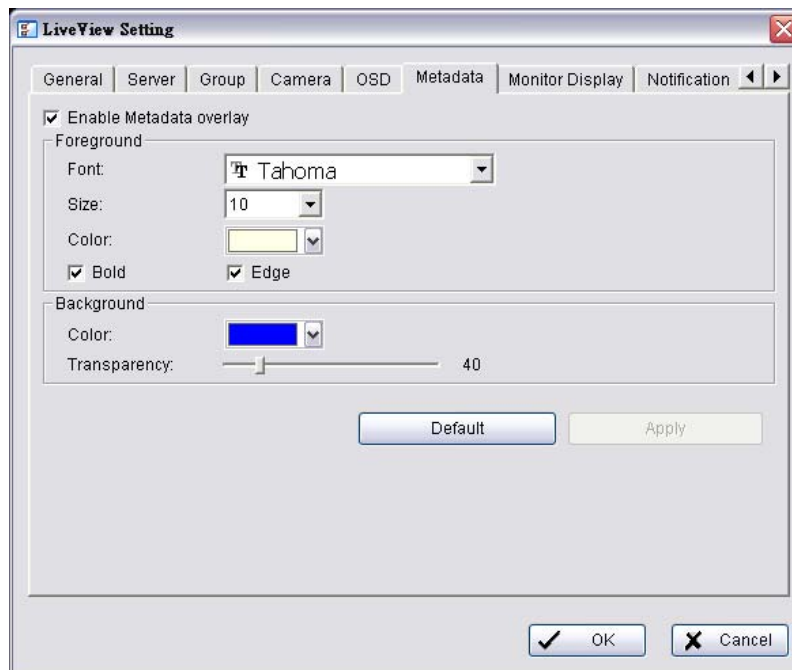 LiveView Setting
General Server Group Camera OSD Metadata Monitor Display Notification
Enable Metadata overlay
Foreground
Font: Tahoma
Size: 10
Color:
Bold Edge
Background
Color:
Transparency: 40
Default Apply
OK Cancel